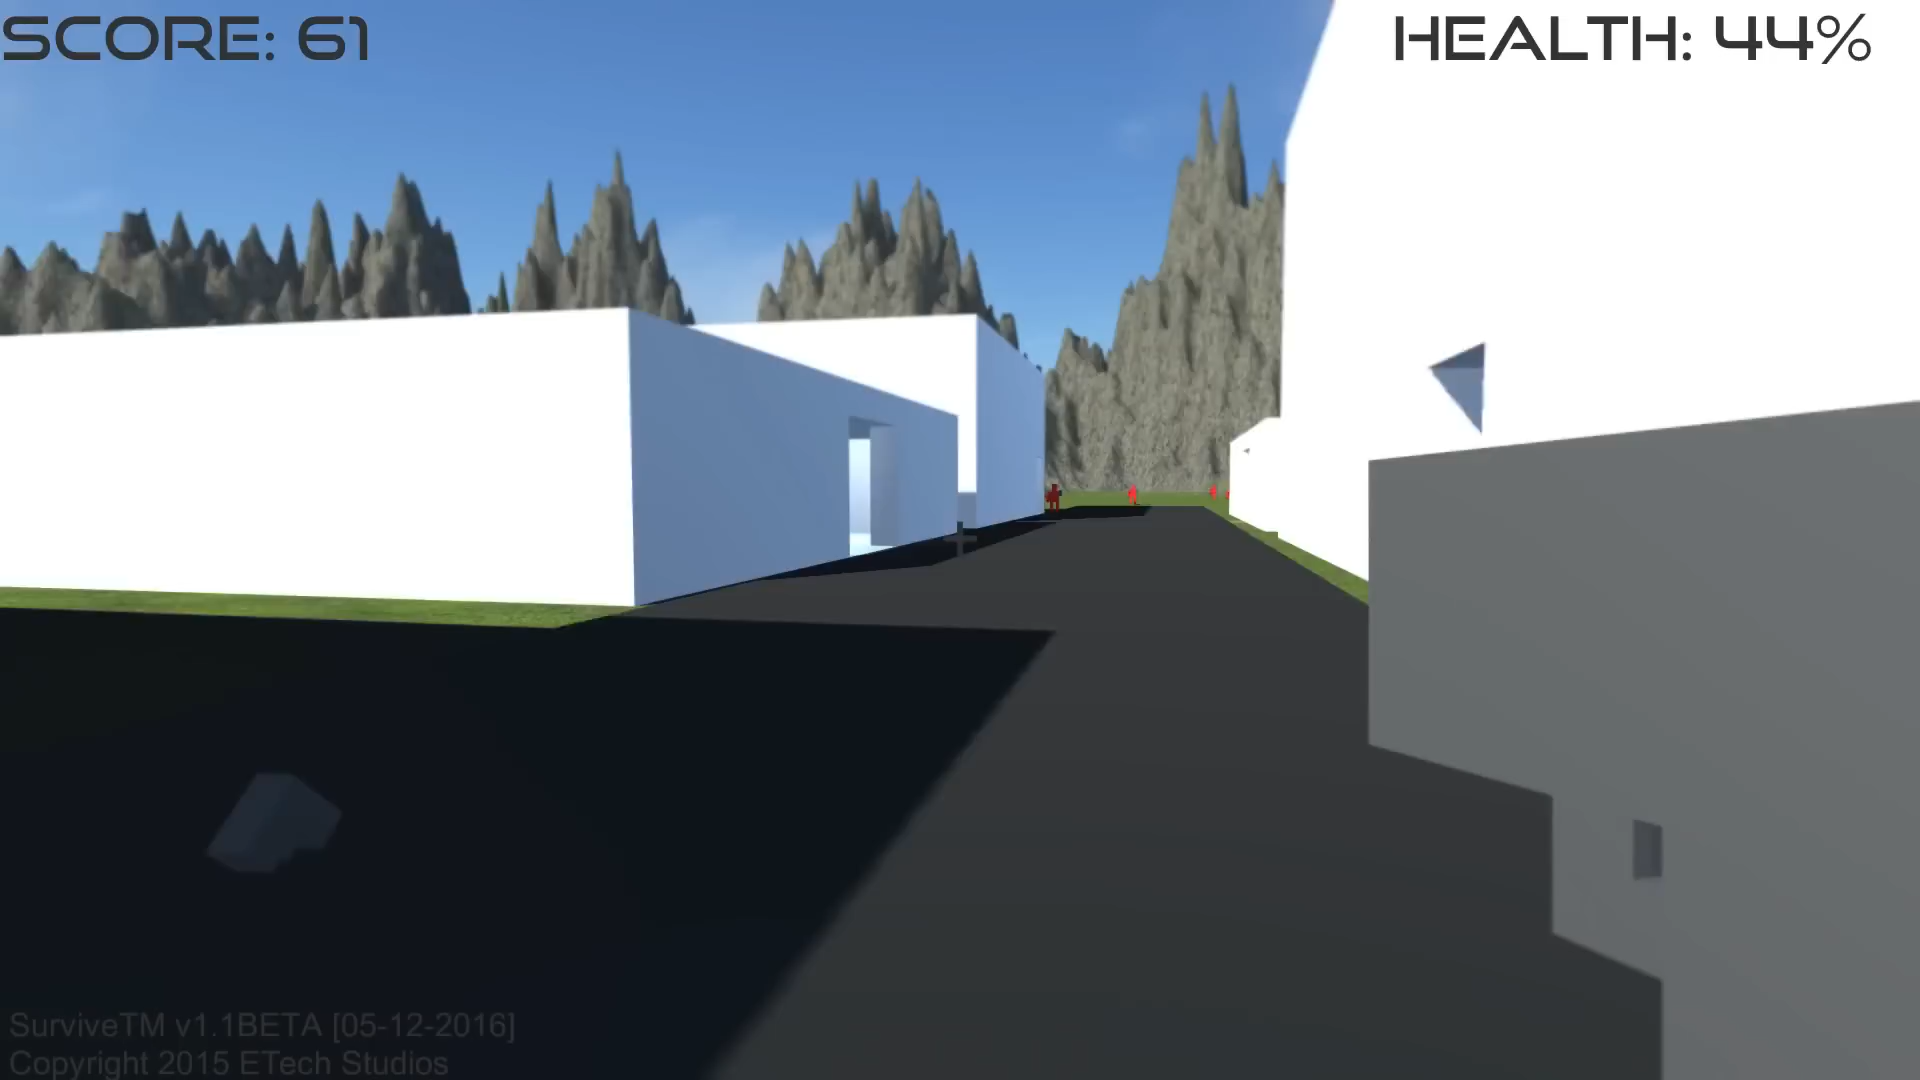 SCORE: 61
HEALTH: 44%
SurviveTM v1.1BETA [05-12-2016]
Copyright 2015 ETech Studios